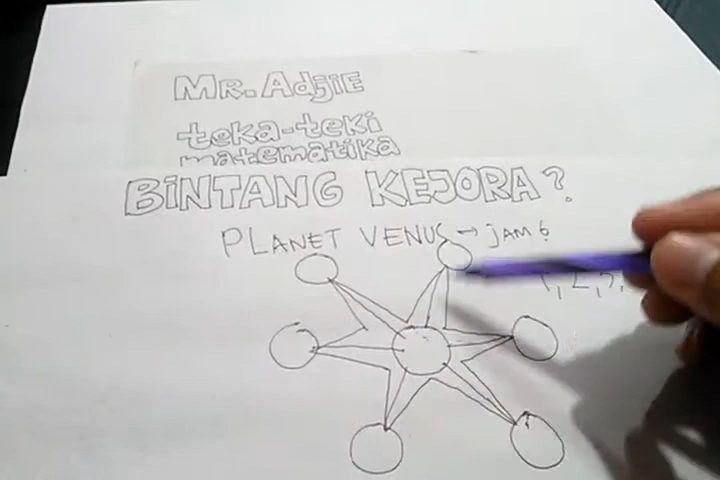 MR. AdjiE
teka-teki
matematika
BiNTANG KEJORA?
PLANET VENUS → jAM 6